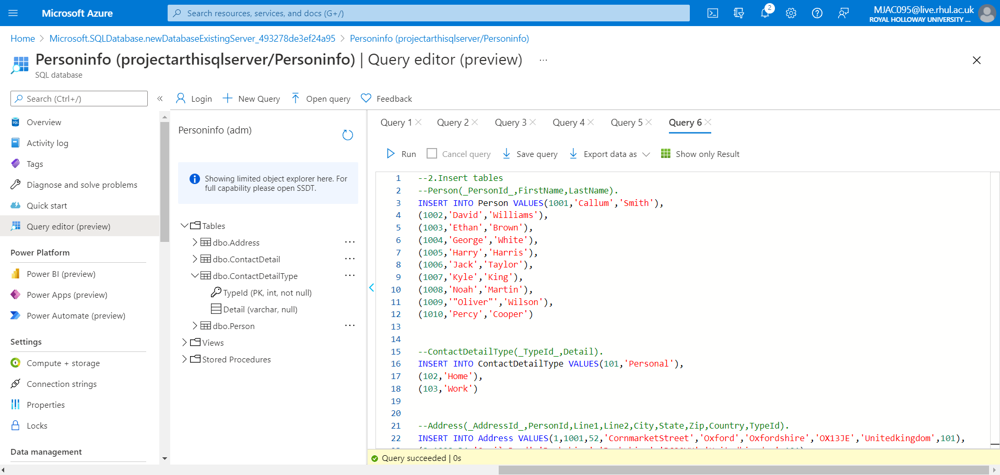 Microsoft Azure
Search resources, services, and docs (G+/)
2
MJAC095@live.rhul.ac.uk
ROYAL HOLLOWAY UNIVERSITY ...
Home > Microsoft.SQLDatabase.newDatabaseExistingServer_493278de3ef24a95 > Personinfo (projectarthisqlserver/Personinfo)
Personinfo (projectarthisqlserver/Personinfo) | Query editor (preview) ...
SQL database
Search (Ctrl+/)
«
Login
New Query
Open query
Feedback
Overview
Activity log
Tags
Diagnose and solve problems
Quick start
Query editor (preview)
Power Platform
Power BI (preview)
Power Apps (preview)
Power Automate (preview)
Settings
Compute + storage
Connection strings
Properties
Locks
Data management
Personinfo (adm)
Showing limited object explorer here. For
full capability please open SSDT.
Tables
dbo.Address ...
dbo.ContactDetail ...
dbo.ContactDetailType ...
TypeId (PK, int, not null)
Detail (varchar, null)
dbo.Person ...
Views
Stored Procedures
Query 1 Query 2 Query 3 Query 4 Query 5 Query 6
Run Cancel query Save query Export data as Show only Result
1 --2.Insert tables
2 --Person(_PersonId_,FirstName,LastName).
3 INSERT INTO Person VALUES(1001,'Callum','Smith'),
4 (1002,'David','Williams'),
5 (1003,'Ethan','Brown'),
6 (1004,'George','White'),
7 (1005,'Harry','Harris'),
8 (1006,'Jack','Taylor'),
9 (1007,'Kyle','King'),
10 (1008,'Noah','Martin'),
11 (1009,'"Oliver"','Wilson'),
12 (1010,'Percy','Cooper')
13
14
15 --ContactDetailType(_TypeId_,Detail).
16 INSERT INTO ContactDetailType VALUES(101,'Personal'),
17 (102,'Home'),
18 (103,'Work')
19
20
21 --Address(_AddressId_,PersonId,Line1,Line2,City,State,Zip,Country,TypeId).
22 INSERT INTO Address VALUES(1,1001,52,'CornmarketStreet','Oxford','Oxfordshire','OX13JE','Unitedkingdom',101),
Query succeeded | 0s